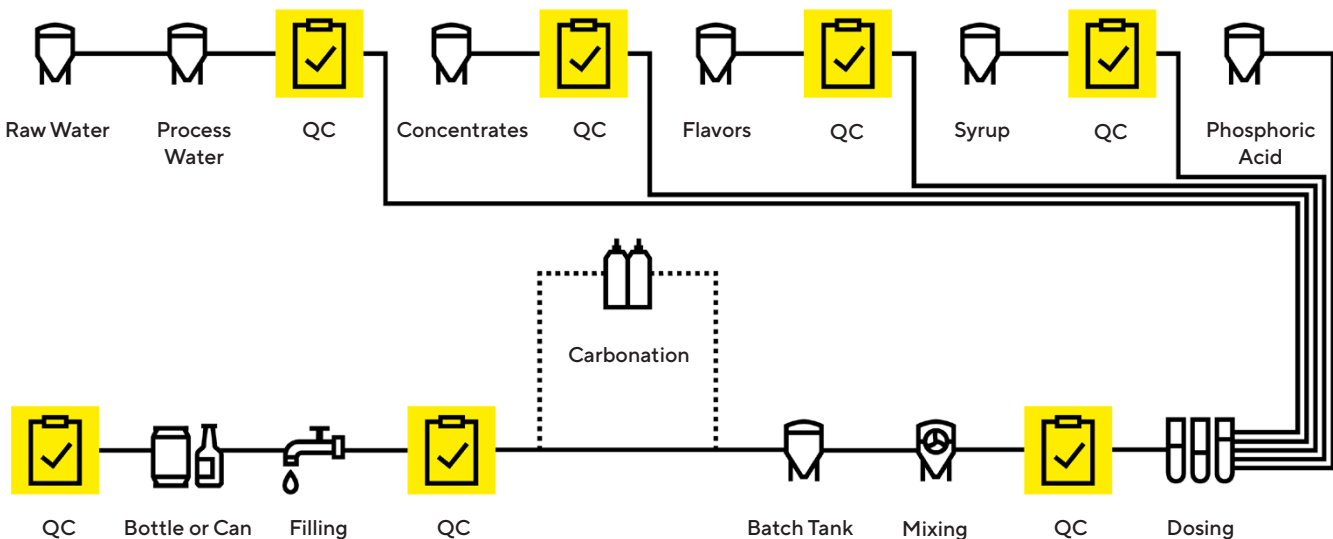 Raw Water
Process
Water
QC
Concentrates
QC
Flavors
QC
Syrup
QC
Phosphoric
Acid
Carbonation
QC
Bottle or Can
Filling
QC
Batch Tank
Mixing
QC
Dosing